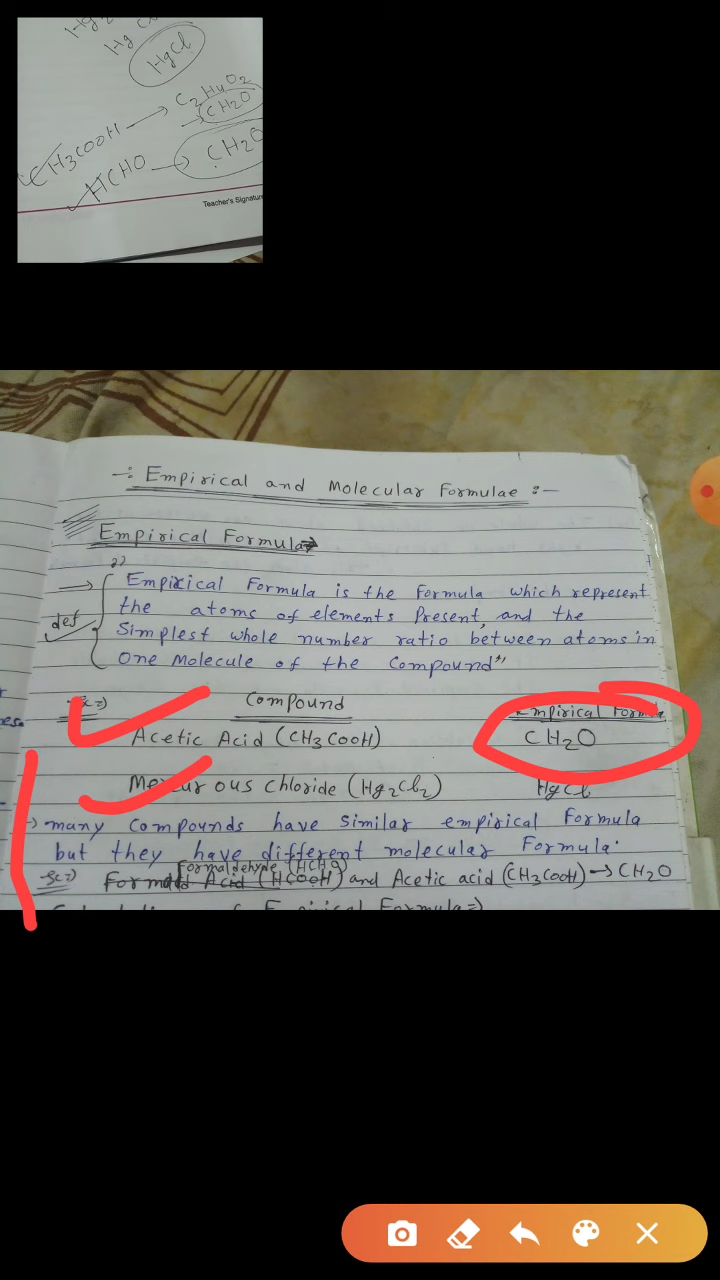 Hg Cl
HgCl
CH3COOH → C2H4O2
→ CH2O
HCHO → CH2O
Teacher's Signature
-: Empirical and Molecular Formulae :-
Empirical Formula⇒
→ Empirical Formula is the Formula which represent
def the atoms of elements Present, and the
Simplest whole number ratio between atoms in
one Molecule of the Compound"
Ex⇒) Compound Empirical Formula
Acetic Acid (CH3COOH) CH2O
Mercurous Chloride (Hg2Cl2) HgCl
→ many compounds have similar empirical Formula
but they have different molecular Formula.
Formaldehyde (HCHO)
Ex⇒) and Acetic acid (CH3COOH) → CH2O